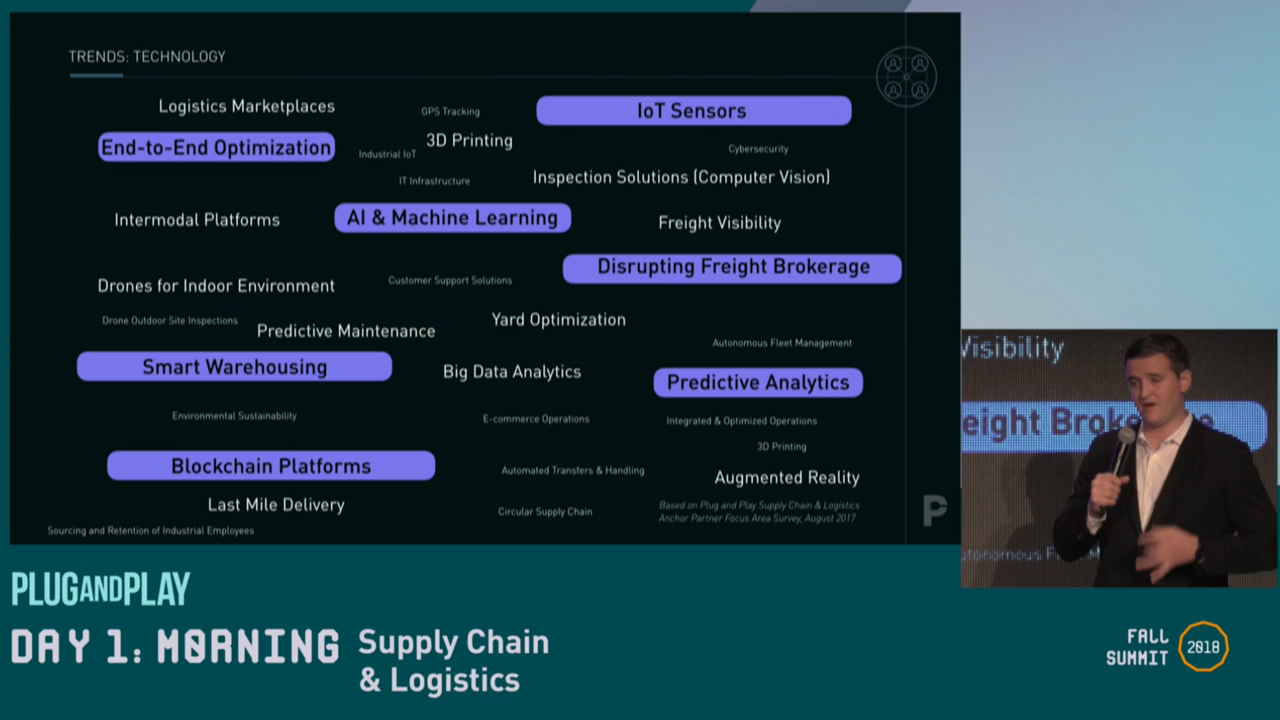 TRENDS: TECHNOLOGY
Logistics Marketplaces
GPS Tracking
IoT Sensors
End-to-End Optimization
3D Printing
Industrial IoT
Cybersecurity
IT Infrastructure
Inspection Solutions (Computer Vision)
Intermodal Platforms
AI & Machine Learning
Freight Visibility
Disrupting Freight Brokerage
Drones for Indoor Environment
Customer Support Solutions
Drone Outdoor Site Inspections
Predictive Maintenance
Yard Optimization
Autonomous Fleet Management
Smart Warehousing
Big Data Analytics
Predictive Analytics
Environmental Sustainability
E-commerce Operations
Integrated & Optimized Operations
3D Printing
Blockchain Platforms
Automated Transfers & Handling
Augmented Reality
Last Mile Delivery
Circular Supply Chain
Based on Plug and Play Supply Chain & Logistics
Anchor Partner Focus Area Survey, August 2017
Sourcing and Retention of Industrial Employees
P
Visibility
eight Broke e
utonomous F
PLUGANDPLAY
DAY 1: MORNING
Supply Chain
& Logistics
FALL
SUMMIT
2018